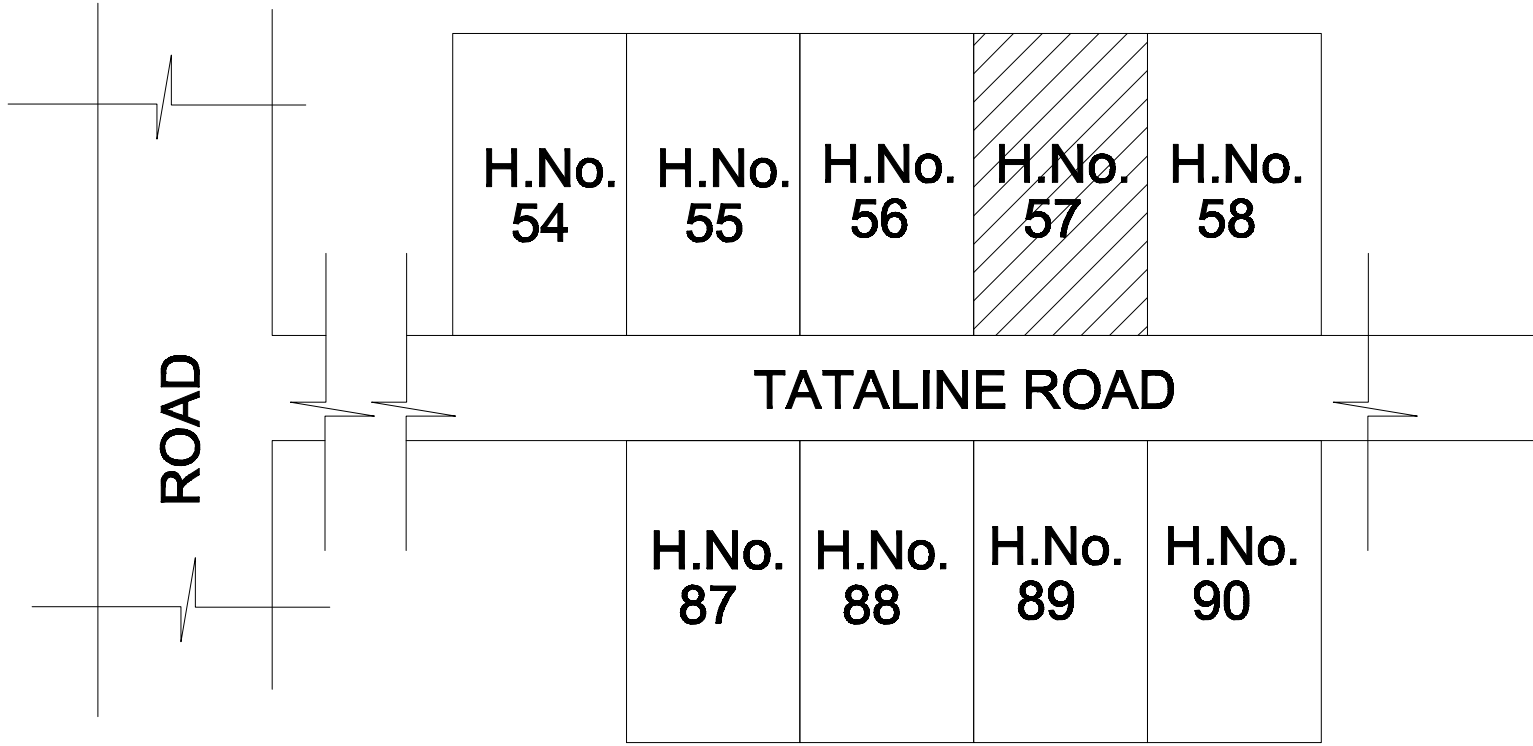 H.No.
54
H.No.
55
H.No.
56
H.No.
57
H.No.
58
ROAD
TATALINE ROAD
H.No.
87
H.No.
88
H.No.
89
H.No.
90